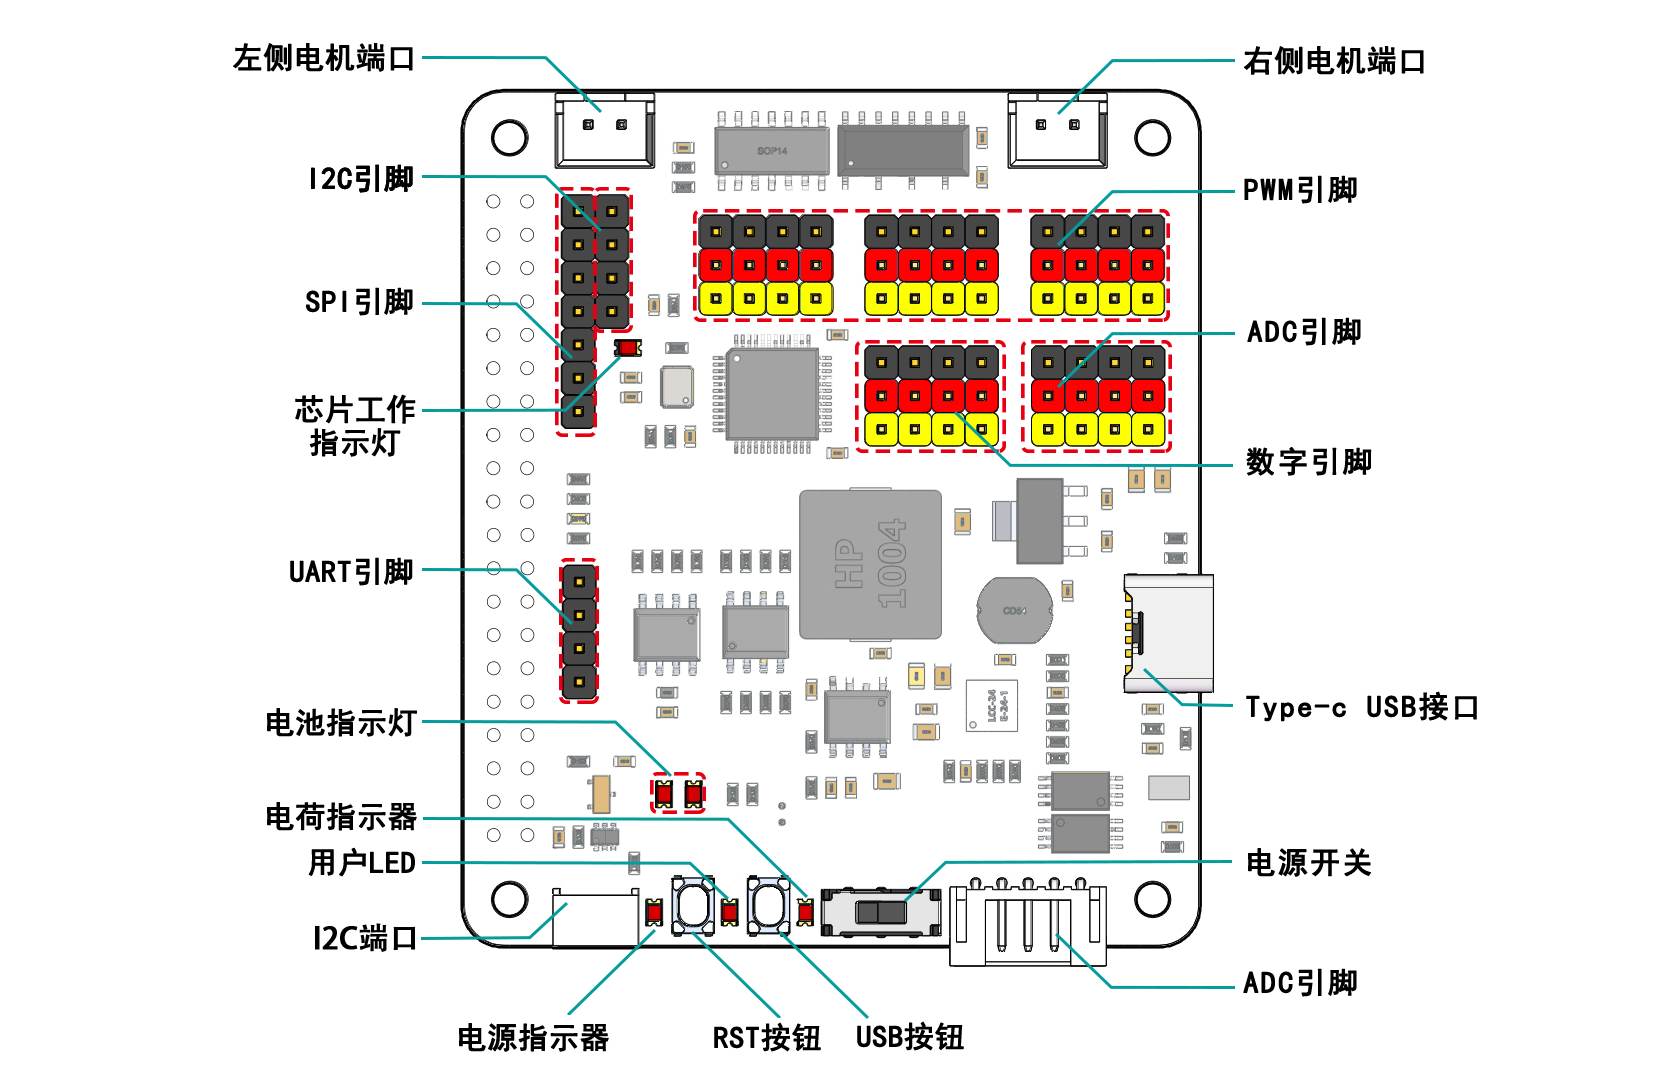 左侧电机端口
右侧电机端口
SOP14
I2C引脚
PWM引脚
SPI引脚
ADC引脚
芯片工作
指示灯
数字引脚
HP
1004
UART引脚
CD54
Type-c USB接口
LCC-24
E-24-1
电池指示灯
电荷指示器
用户LED
电源开关
I2C端口
ADC引脚
电源指示器
RST按钮
USB按钮